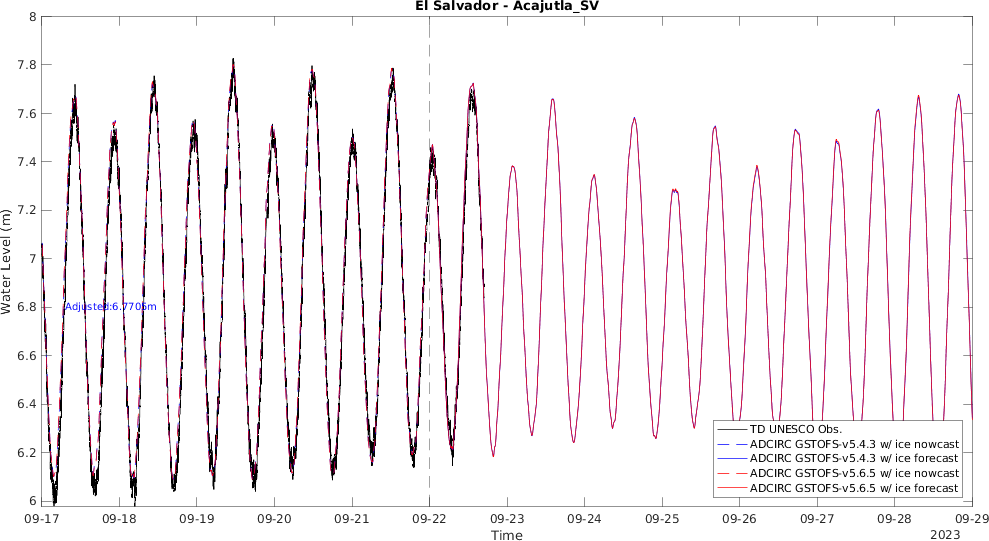 El Salvador - Acajutla_SV
8
7.8
7.6
7.4
7.2
7
6.8
6.6
6.4
6.2
6
Water Level (m)
Adjusted:6.7705m
TD UNESCO Obs.
ADCIRC GSTOFS-v5.4.3 w/ ice nowcast
ADCIRC GSTOFS-v5.4.3 w/ ice forecast
ADCIRC GSTOFS-v5.6.5 w/ ice nowcast
ADCIRC GSTOFS-v5.6.5 w/ ice forecast
09-17 09-18 09-19 09-20 09-21 09-22 09-23 09-24 09-25 09-26 09-27 09-28 09-29
Time
2023